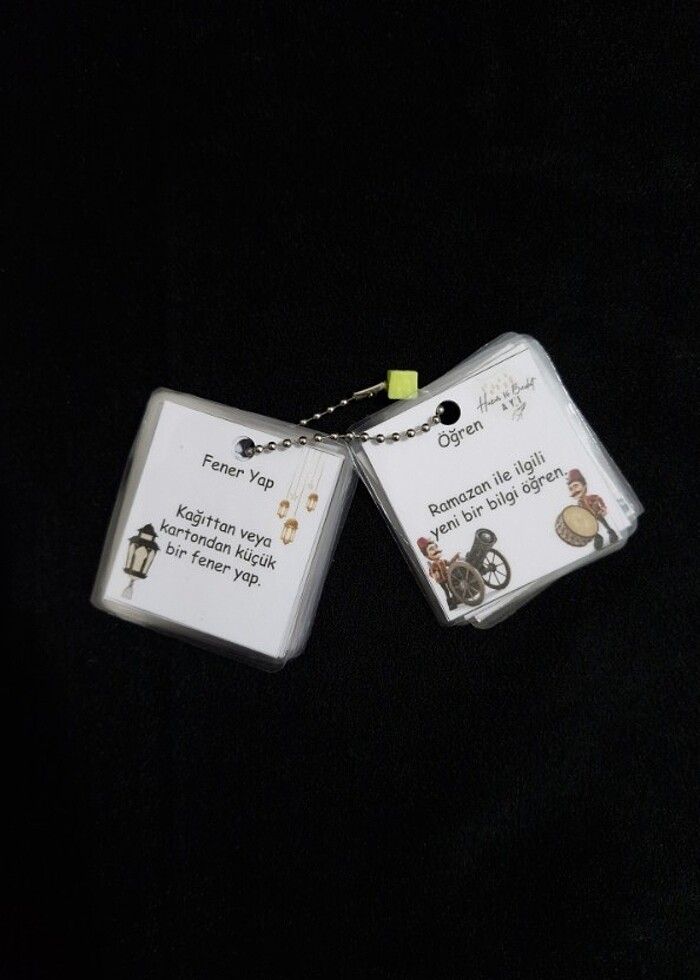 Fener Yap
Kağıttan veya
kartondan küçük
bir fener yap.
Öğren
Ramazan ile ilgili
yeni bir bilgi öğren.